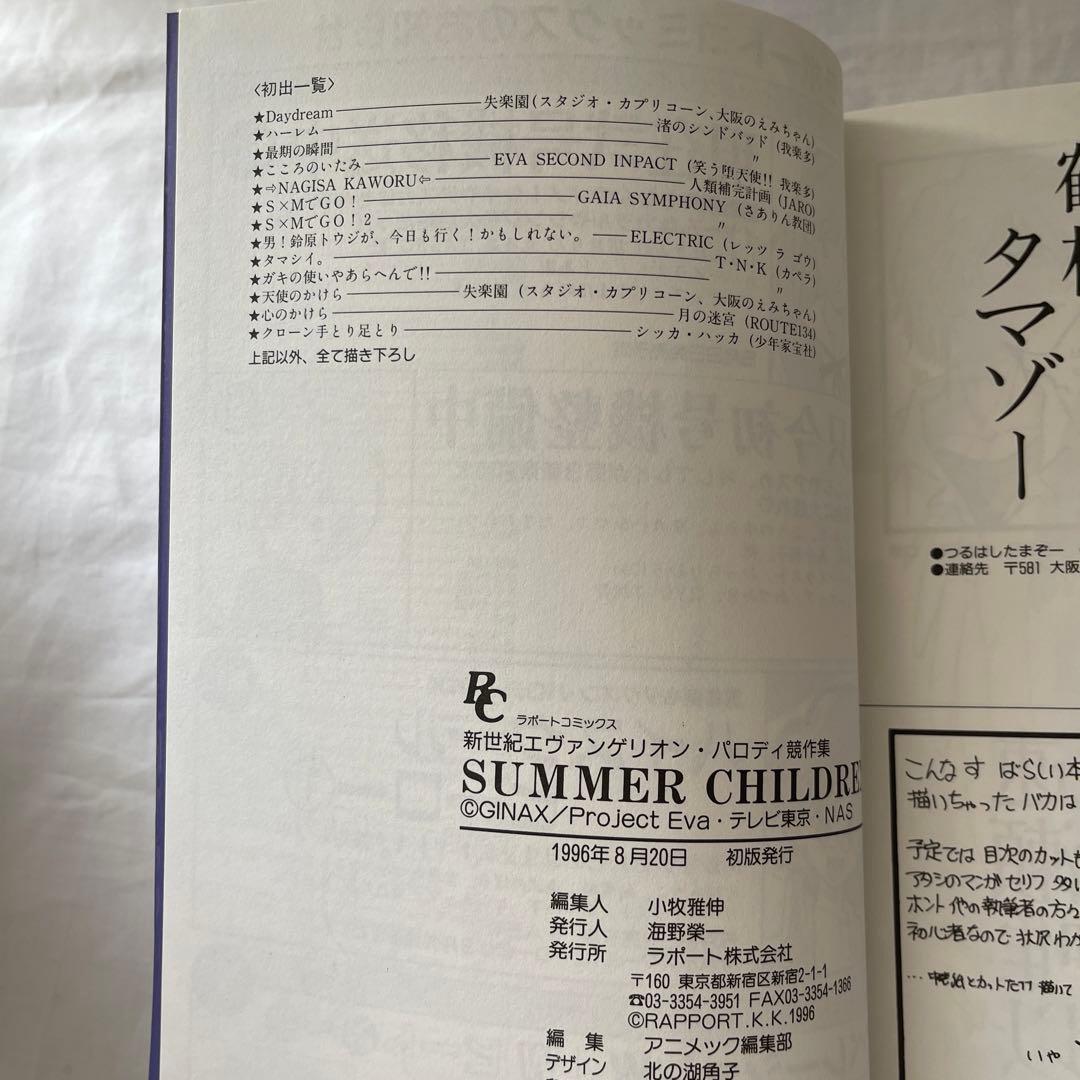 〈初出一覧〉
★Daydream――失楽園(スタジオ・カプリコーン、大阪のえみちゃん)
★ハーレム――渚のシンドバッド (我楽多)
★最期の瞬間――〃
★こころのいたみ――EVA SECOND INPACT (笑う堕天使!! 我楽多)
★⇨NAGISA KAWORU⇦――人類補完計画 (JARO)
★S×MでGO!――GAIA SYMPHONY (さありん教団)
★S×MでGO!2――〃
★男!鈴原トウジが、今日も行く!かもしれない。――ELECTRIC (レッツ ラ ゴウ)
★タマシイ。――T・N・K (カペラ)
★ガキの使いやあらへんで!!――〃
★天使のかけら――失楽園 (スタジオ・カプリコーン、大阪のえみちゃん)
★心のかけら――月の迷宮 (ROUTE134)
★クローン手とり足とり――シッカ・ハッカ (少年家宝社)
上記以外、全て描き下ろし
RC ラポートコミックス
新世紀エヴァンゲリオン・パロディ競作集
SUMMER CHILDRE
©GINAX/Project Eva・テレビ東京・NAS
1996年8月20日 初版発行
編集人 小牧雅伸
発行人 海野榮一
発行所 ラポート株式会社
〒160 東京都新宿区新宿2-1-1
☎03-3354-3951 FAX03-3354-1366
©RAPPORT.K.K.1996
編 集 アニメック編集部
デザイン 北の湖角子
タマゾー
●つるはしたまぞー
●連絡先 〒581 大阪
こんなす ばらしい本
描いちゃったバカは
予定では 目次のカットも
アタシのマンガセリフ
ホント 他の執筆者の方々
初心者なので 状況わか
いや